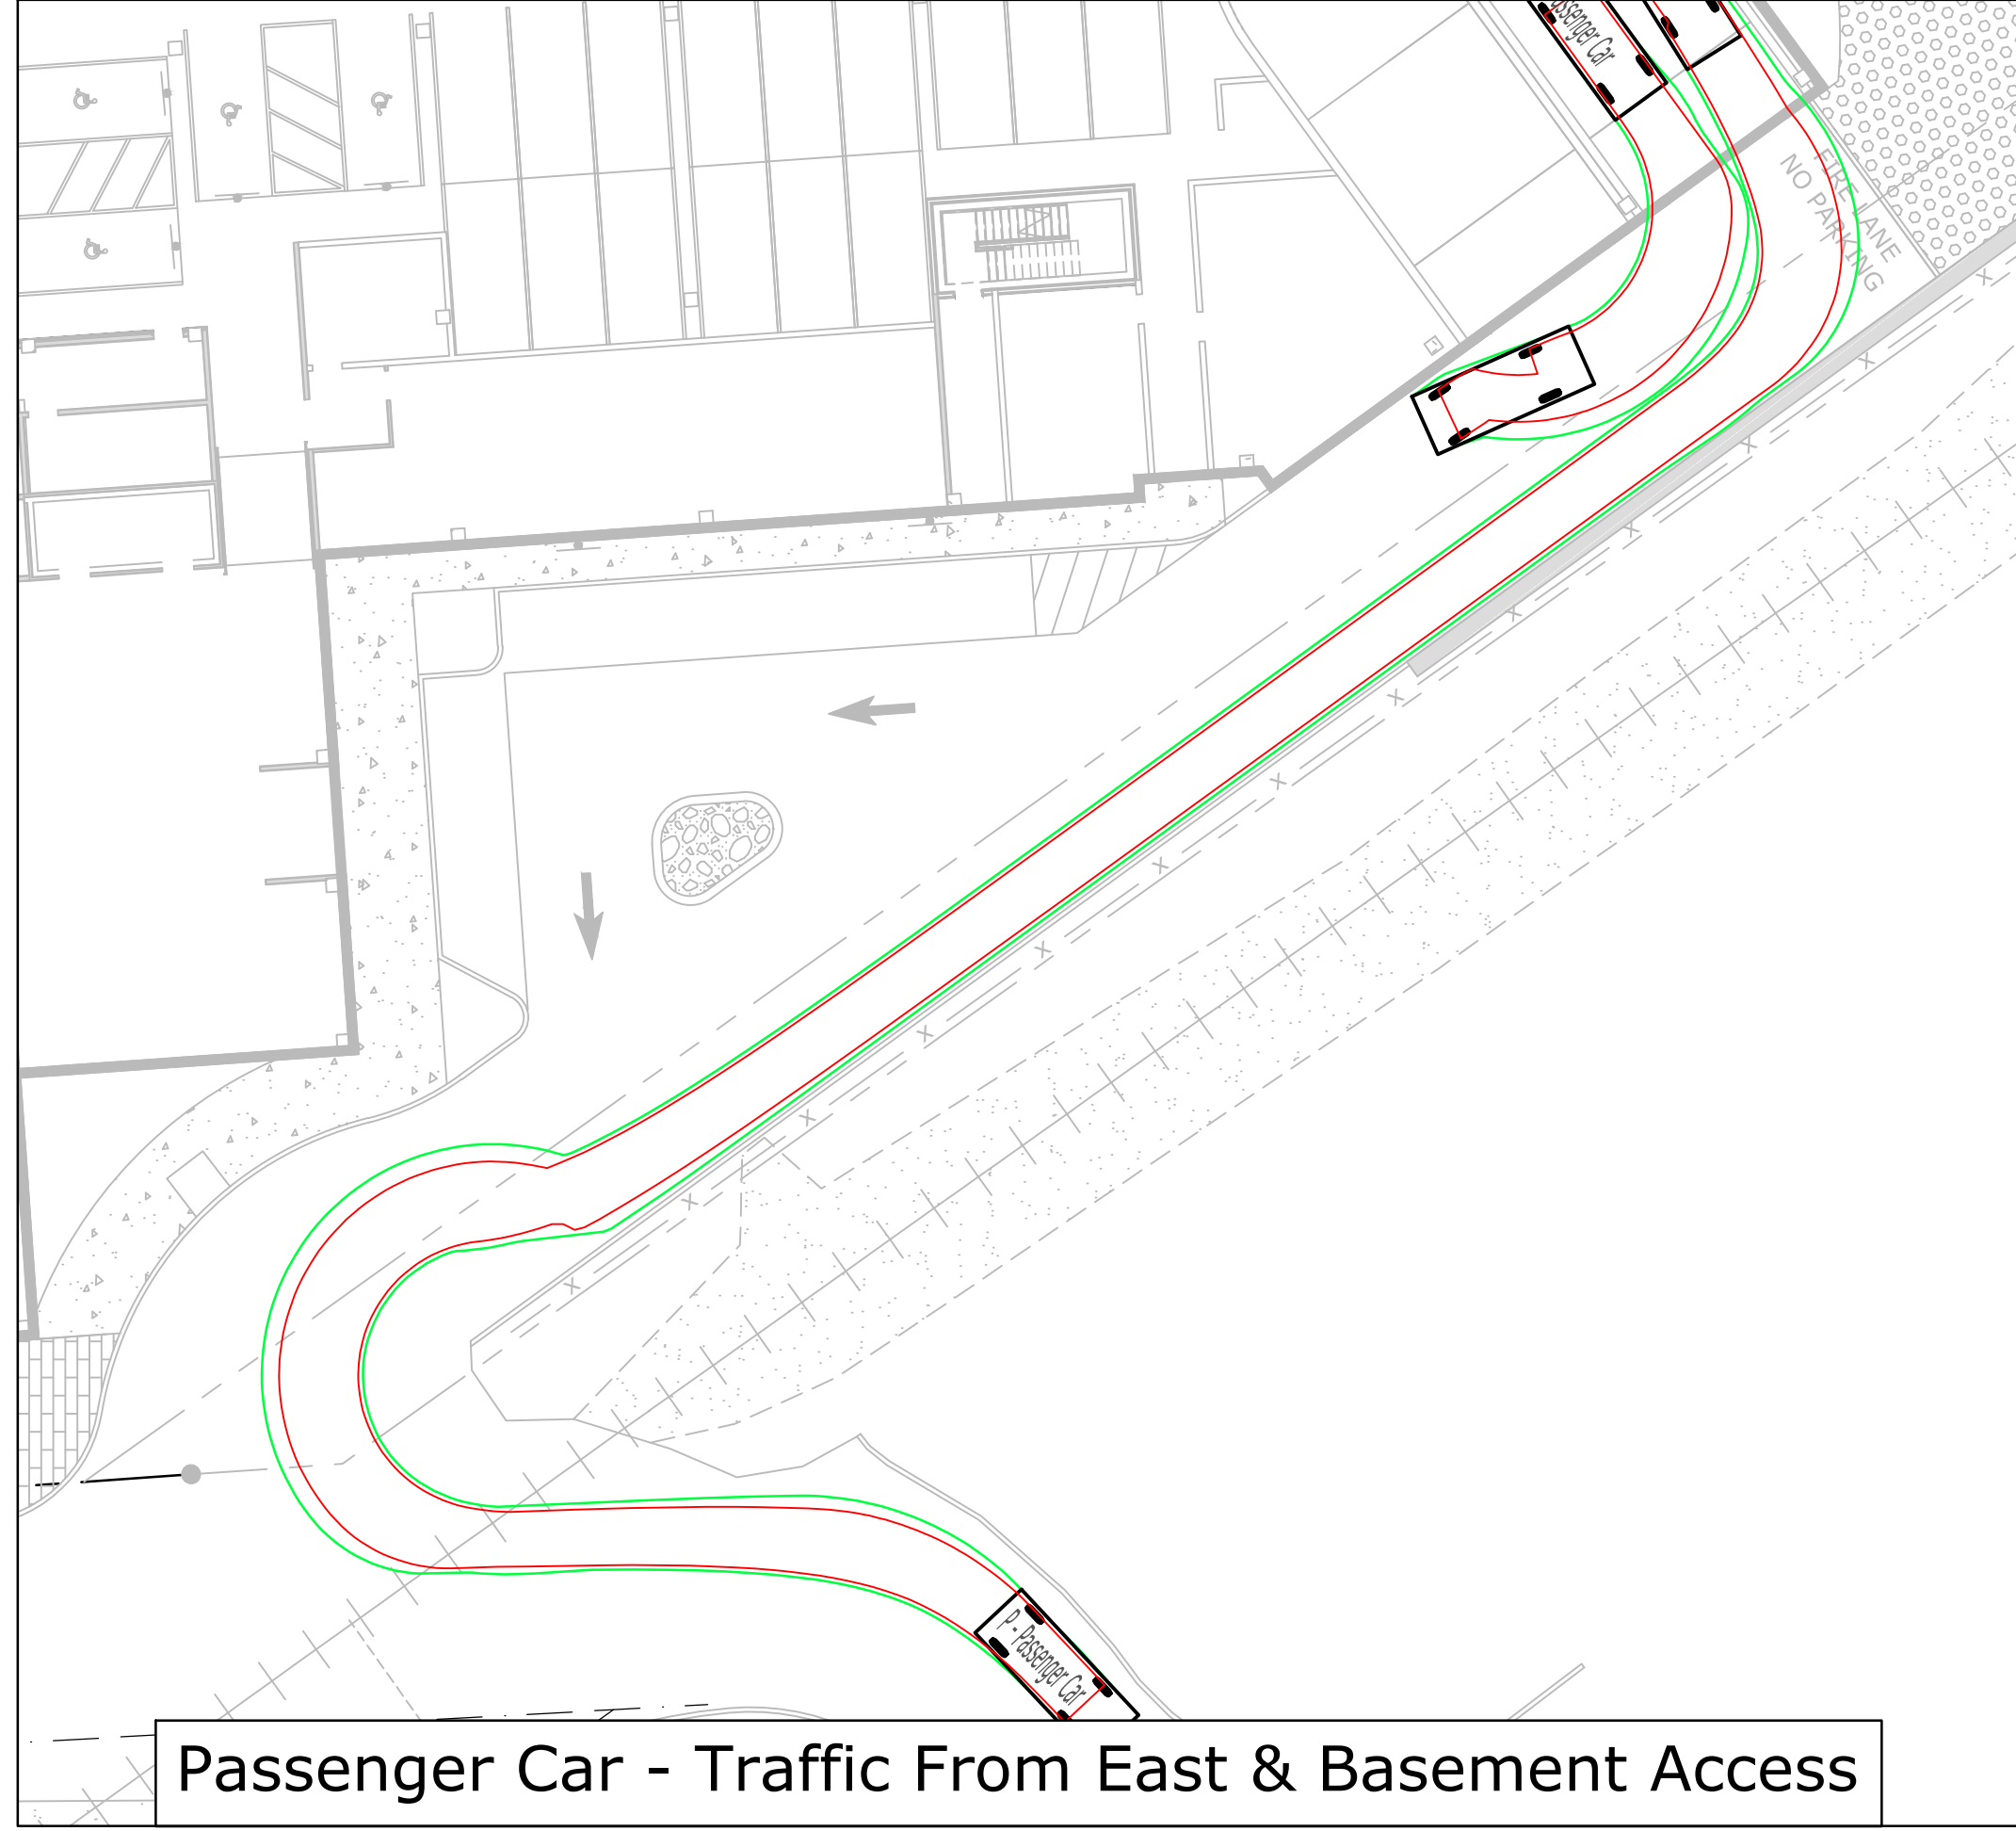 Passenger Car
FIRE LANE
NO PARKING
P - Passenger Car
Passenger Car - Traffic From East & Basement Access